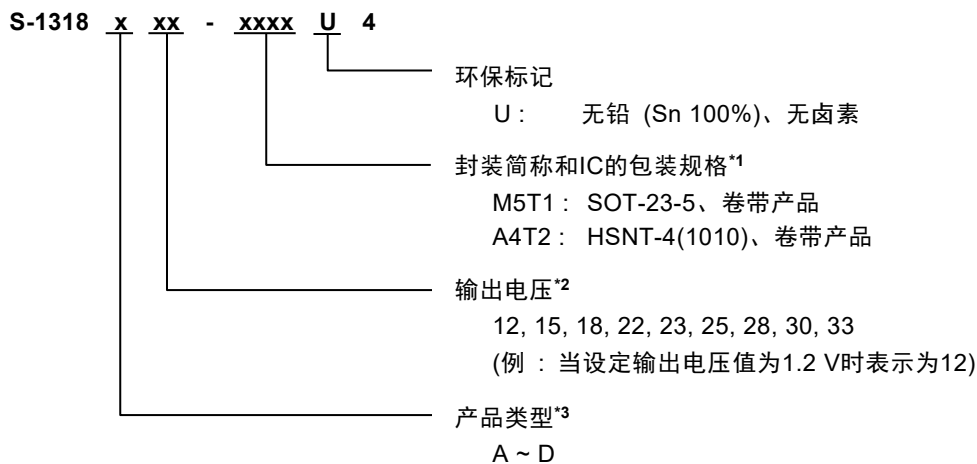 S-1318 x xx - xxxx U 4
环保标记
U : 无铅 (Sn 100%)、无卤素
封装简称和IC的包装规格*1
M5T1 : SOT-23-5、卷带产品
A4T2 : HSNT-4(1010)、卷带产品
输出电压*2
12, 15, 18, 22, 23, 25, 28, 30, 33
(例 : 当设定输出电压值为1.2 V时表示为12)
产品类型*3
A ~ D